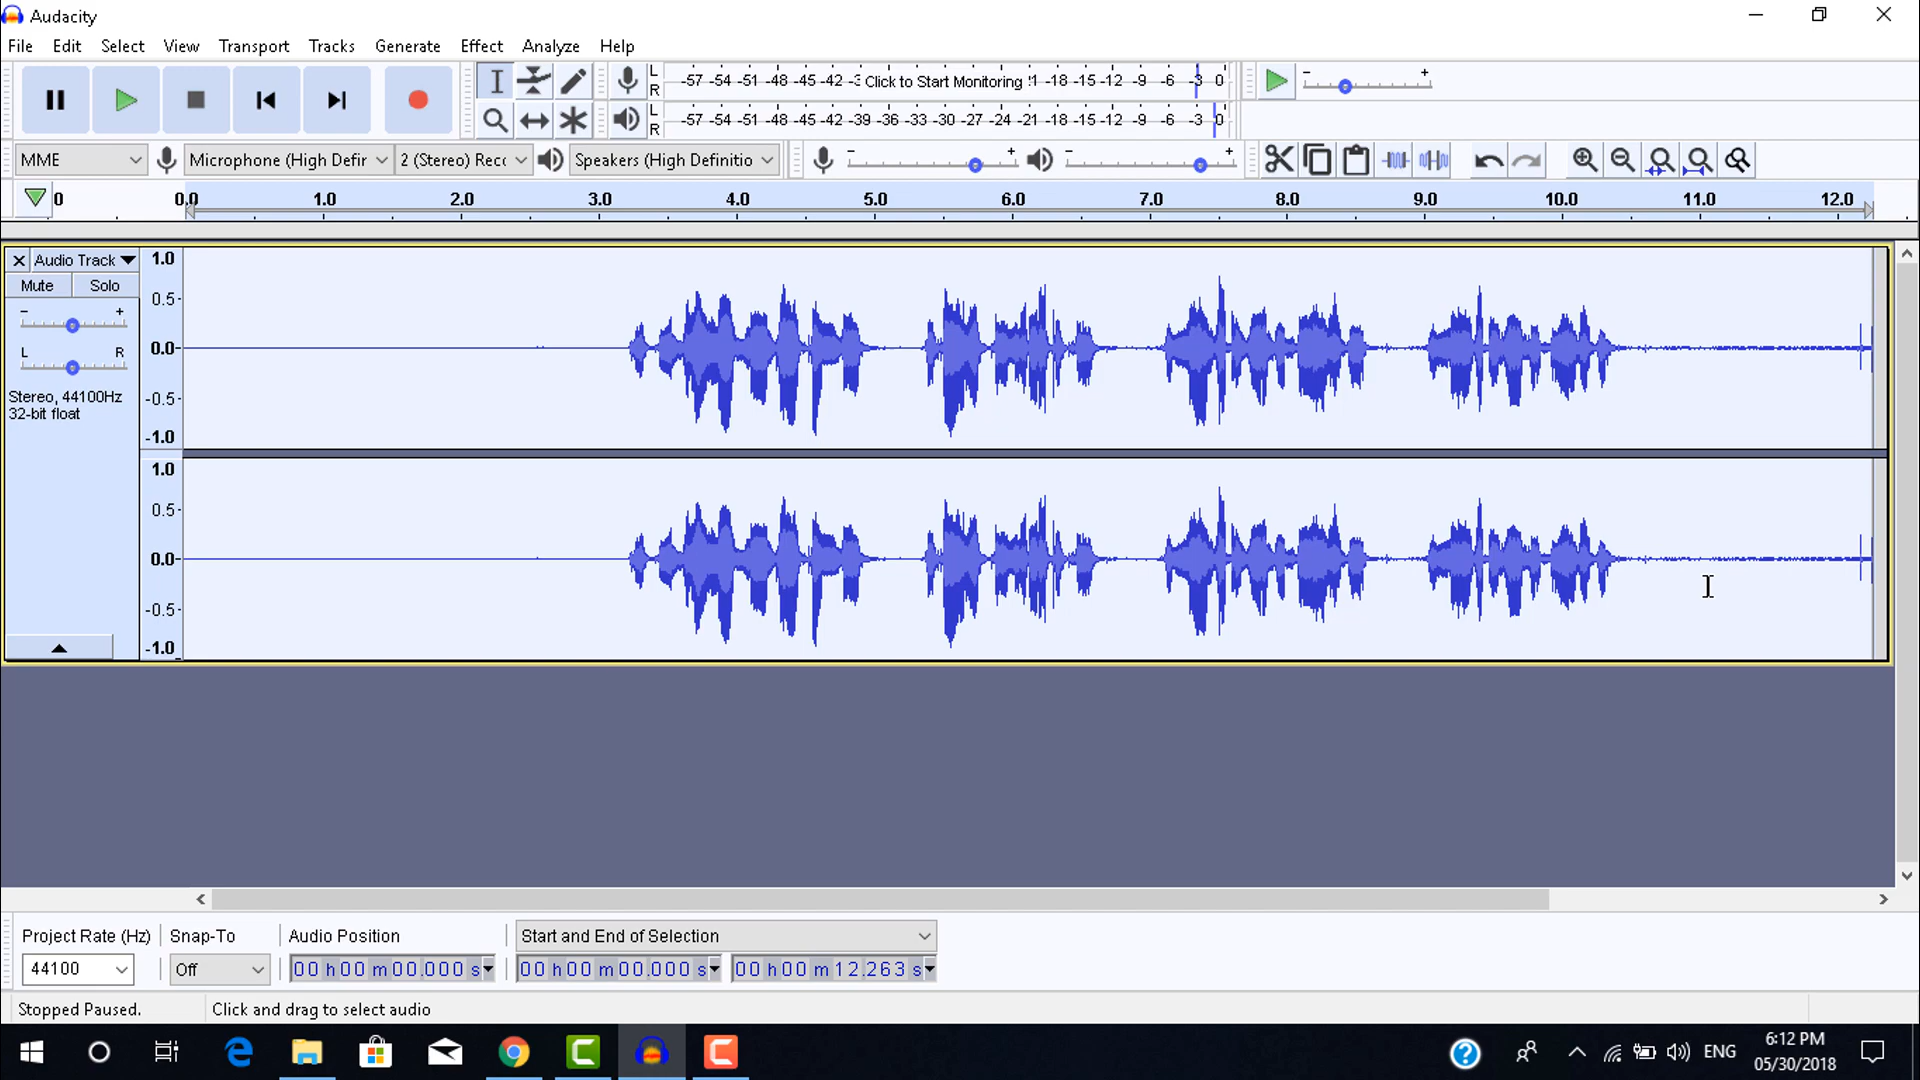 Audacity
File Edit Select View Transport Tracks Generate Effect Analyze Help
L R -57 -54 -51 -48 -45 -42 Click to Start Monitoring -18 -15 -12 -9 -6 -3 0
L R -57 -54 -51 -48 -45 -42 -39 -36 -33 -30 -27 -24 -21 -18 -15 -12 -9 -6 -3 0
MME Microphone (High Defir 2 (Stereo) Recc Speakers (High Definitio
0 0.0 1.0 2.0 3.0 4.0 5.0 6.0 7.0 8.0 9.0 10.0 11.0 12.0
Audio Track 1.0
Mute Solo
0.5
L R
0.0
Stereo, 44100Hz
-0.5
32-bit float
-1.0
1.0
0.5
0.0
-0.5
-1.0
Project Rate (Hz) Snap-To Audio Position Start and End of Selection
44100 Off 00 h 00 m 00.000 s 00 h 00 m 00.000 s 00 h 00 m 12.263 s
Stopped Paused. Click and drag to select audio
ENG 6:12 PM
05/30/2018